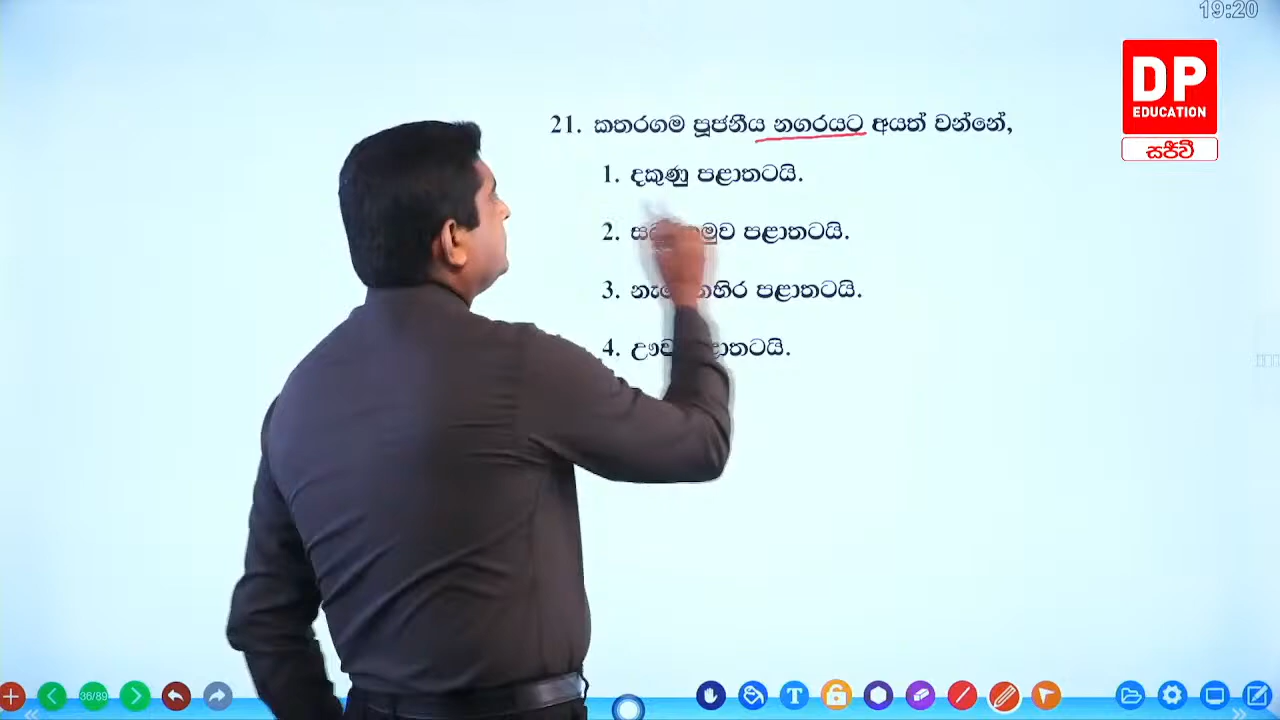 19:20
DP
EDUCATION
සජීවී
21. කතරගම පූජනීය නගරයට අයත් වන්නේ,
1. දකුණු පළාතටයි.
2. පළාතටයි.
3. පළාතටයි.
4.
36/89
T